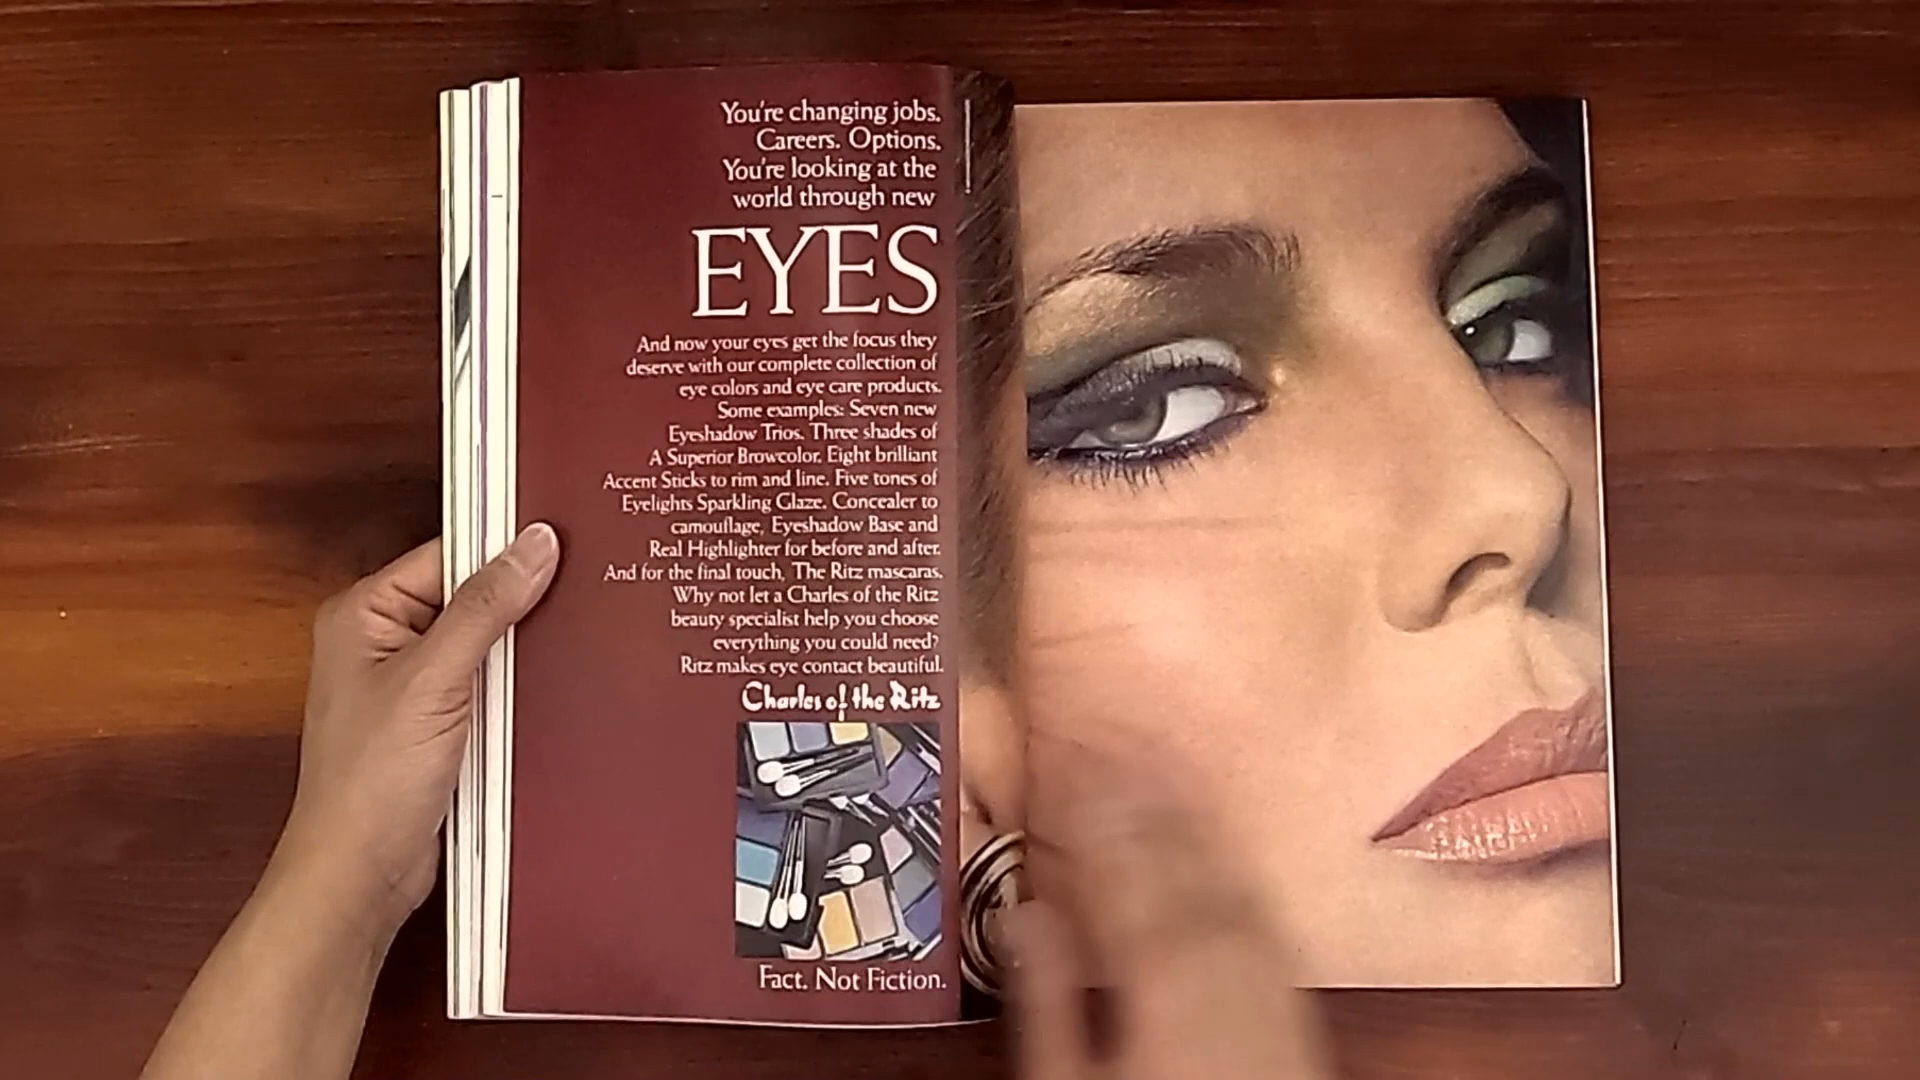 You're changing jobs.
Careers. Options.
You're looking at the
world through new
EYES
And now your eyes get the focus they
deserve with our complete collection of
eye colors and eye care products.
Some examples: Seven new
Eyeshadow Trios. Three shades of
A Superior Browcolor. Eight brilliant
Accent Sticks to rim and line. Five tones of
Eyelights Sparkling Glaze. Concealer to
camouflage, Eyeshadow Base and
Real Highlighter for before and after.
And for the final touch, The Ritz mascaras.
Why not let a Charles of the Ritz
beauty specialist help you choose
everything you could need?
Ritz makes eye contact beautiful.
Charles of the Ritz
Fact. Not Fiction.